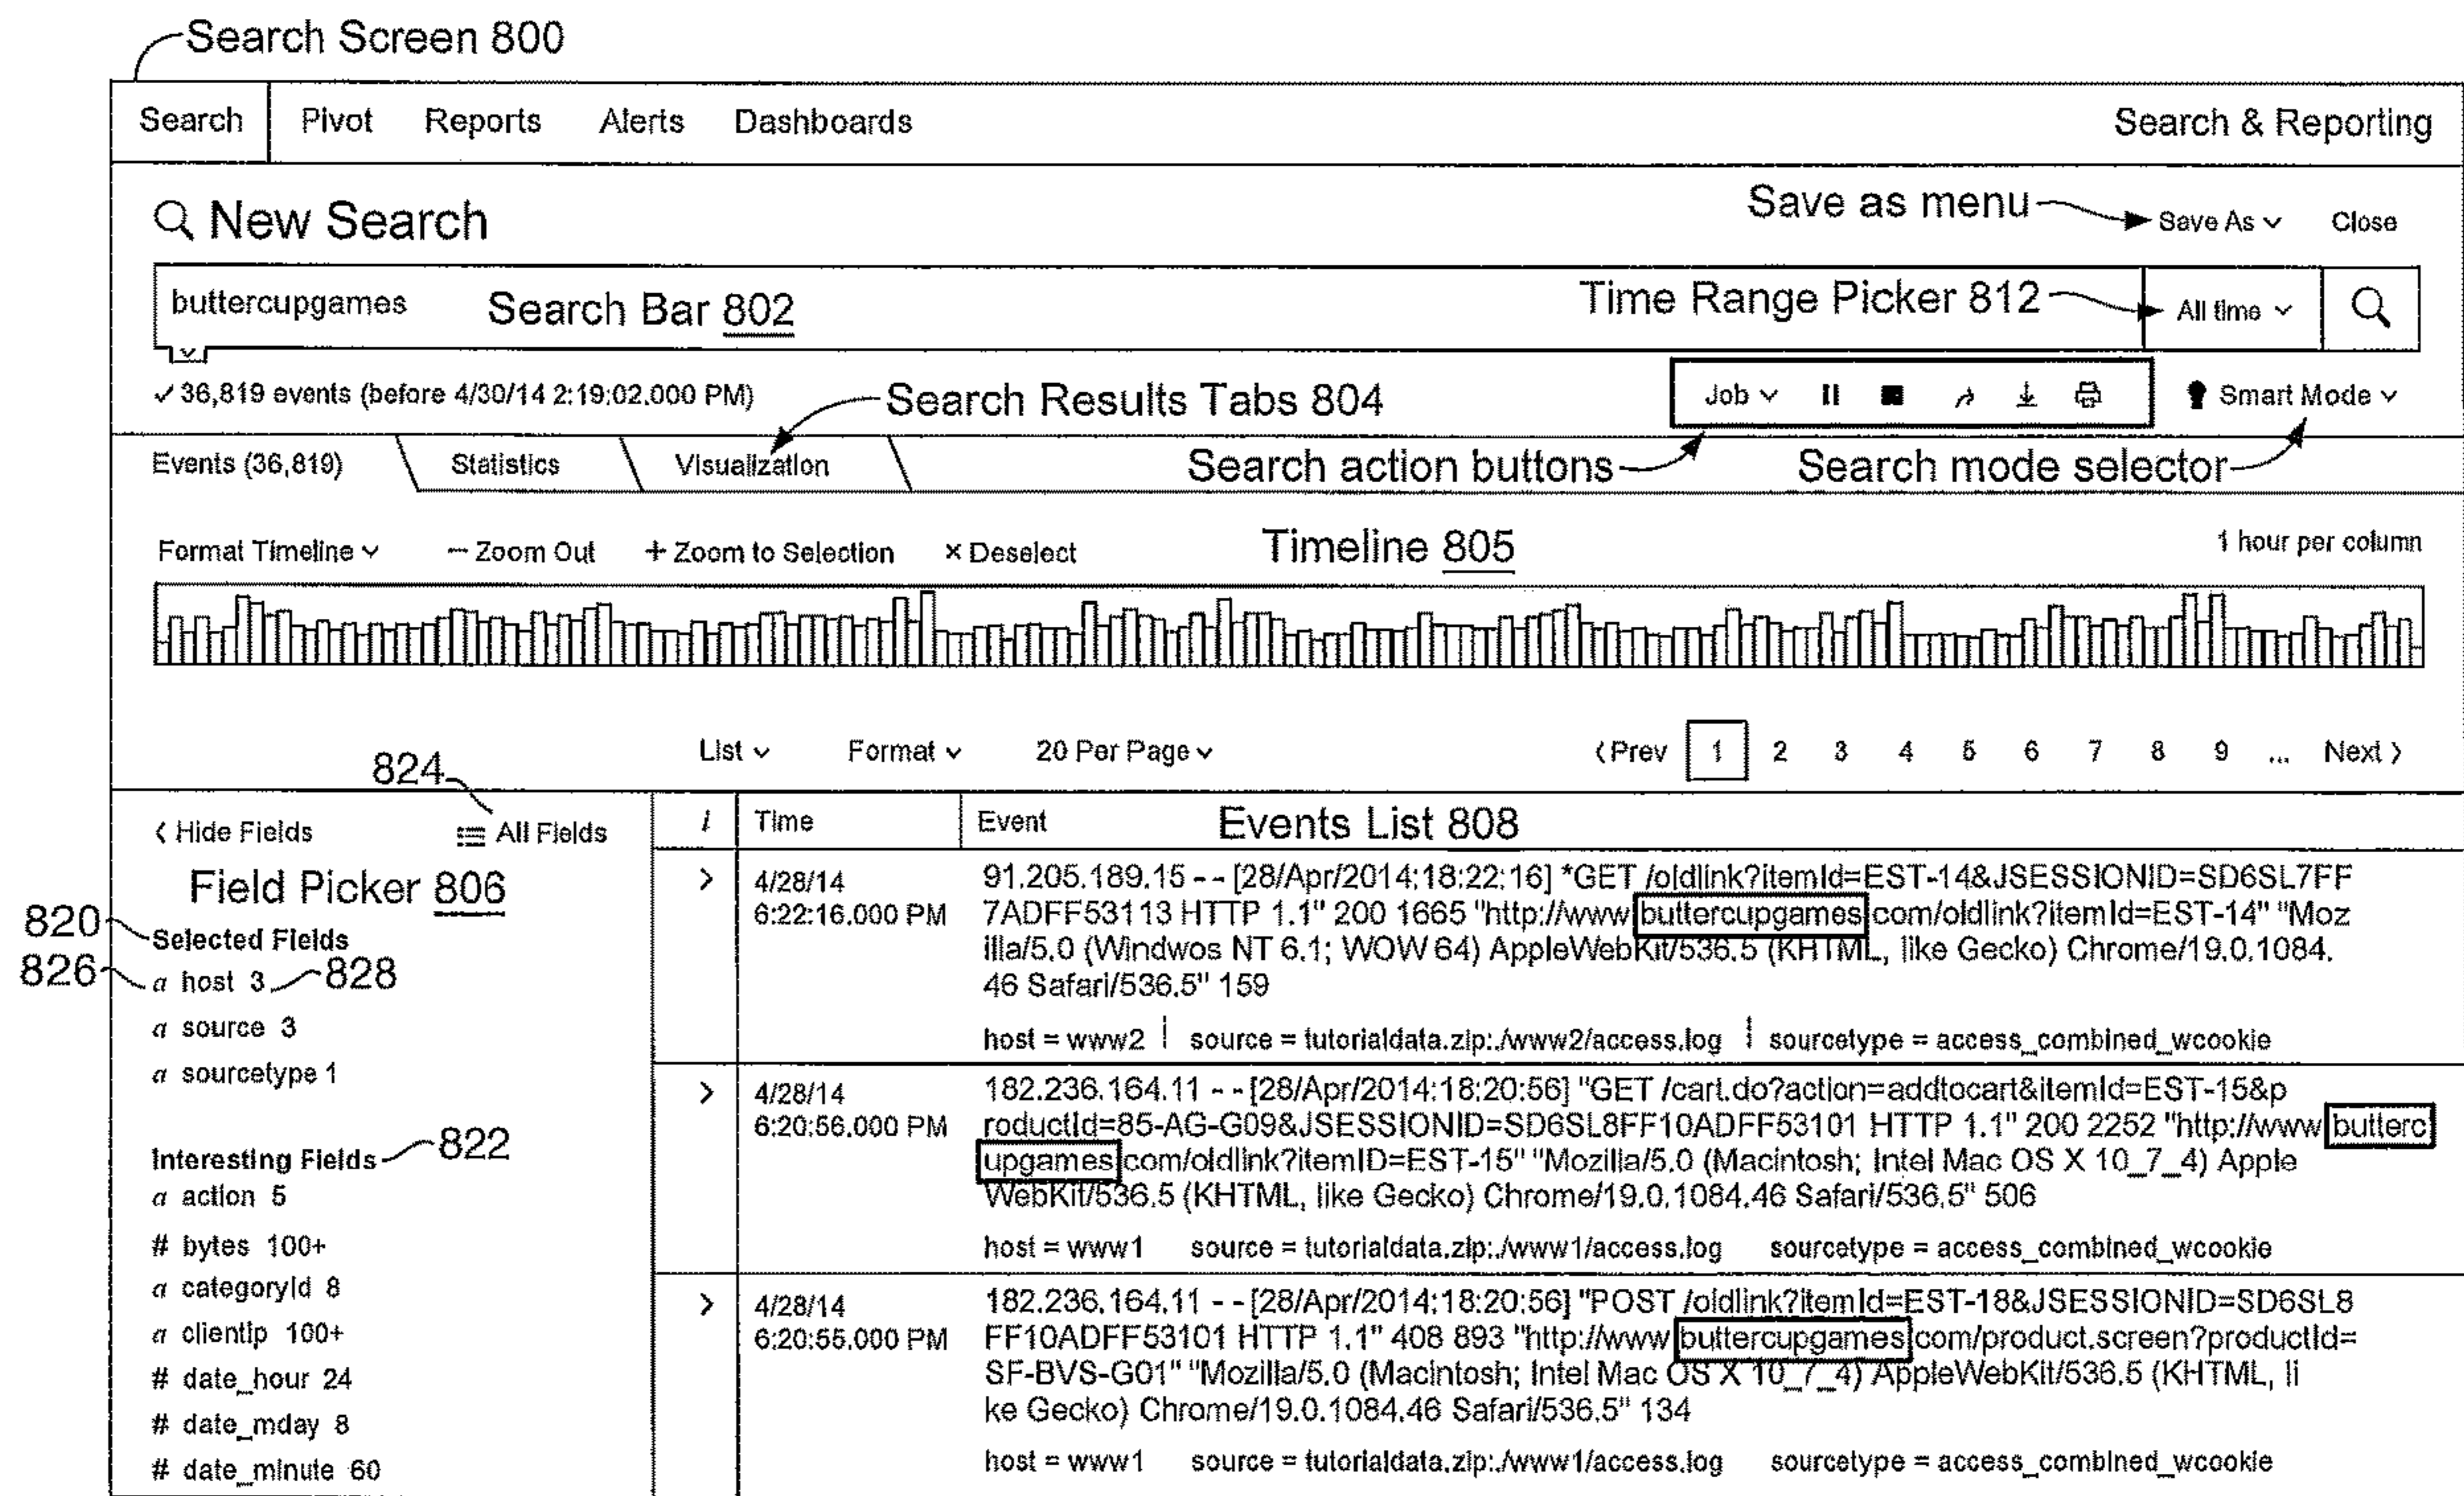 Search Screen 800
Search Pivot Reports Alerts Dashboards Search & Reporting
New Search Save as menu Save As Close
buttercupgames Search Bar 802 Time Range Picker 812 All time
36,819 events (before 4/30/14 2:19:02.000 PM) Search Results Tabs 804 Job Smart Mode
Events (36,819) Statistics Visualization Search action buttons Search mode selector
Format Timeline — Zoom Out + Zoom to Selection × Deselect Timeline 805 1 hour per column
List Format 20 Per Page < Prev 1 2 3 4 5 6 7 8 9 ... Next >
824
< Hide Fields All Fields
Field Picker 806
820
Selected Fields
826 a host 3 828
a source 3
a sourcetype 1
Interesting Fields 822
a action 5
# bytes 100+
a categoryId 8
a clientip 100+
# date_hour 24
# date_mday 8
# date_minute 60
i Time Event Events List 808
> 4/28/14
6:22:16.000 PM
91.205.189.15 - - [28/Apr/2014:18:22:16] *GET /oldlink?itemId=EST-14&JSESSIONID=SD6SL7FF
7ADFF53113 HTTP 1.1" 200 1665 "http://www buttercupgames com/oldlink?itemId=EST-14" "Moz
illa/5.0 (Windwos NT 6.1; WOW 64) AppleWebKit/536.5 (KHTML, like Gecko) Chrome/19.0.1084.
46 Safari/536.5" 159
host = www2 | source = tutorialdata.zip:./www2/access.log | sourcetype = access_combined_wcookie
> 4/28/14
6:20:56.000 PM
182.236.164.11 - - [28/Apr/2014:18:20:56] "GET /cart.do?action=addtocart&itemId=EST-15&p
roductId=85-AG-G09&JSESSIONID=SD6SL8FF10ADFF53101 HTTP 1.1" 200 2252 "http://www butterc
upgames com/oldlink?itemID=EST-15" "Mozilla/5.0 (Macintosh; Intel Mac OS X 10_7_4) Apple
WebKit/536.5 (KHTML, like Gecko) Chrome/19.0.1084.46 Safari/536.5" 506
host = www1 source = tutorialdata.zip:./www1/access.log sourcetype = access_combined_wcookie
> 4/28/14
6:20:55.000 PM
182.236.164.11 - - [28/Apr/2014:18:20:56] "POST /oldlink?itemId=EST-18&JSESSIONID=SD6SL8
FF10ADFF53101 HTTP 1.1" 408 893 "http://www buttercupgames com/product.screen?productId=
SF-BVS-G01" "Mozilla/5.0 (Macintosh; Intel Mac OS X 10_7_4) AppleWebKit/536.5 (KHTML, li
ke Gecko) Chrome/19.0.1084.46 Safari/536.5" 134
host = www1 source = tutorialdata.zip:./www1/access.log sourcetype = access_combined_wcookie